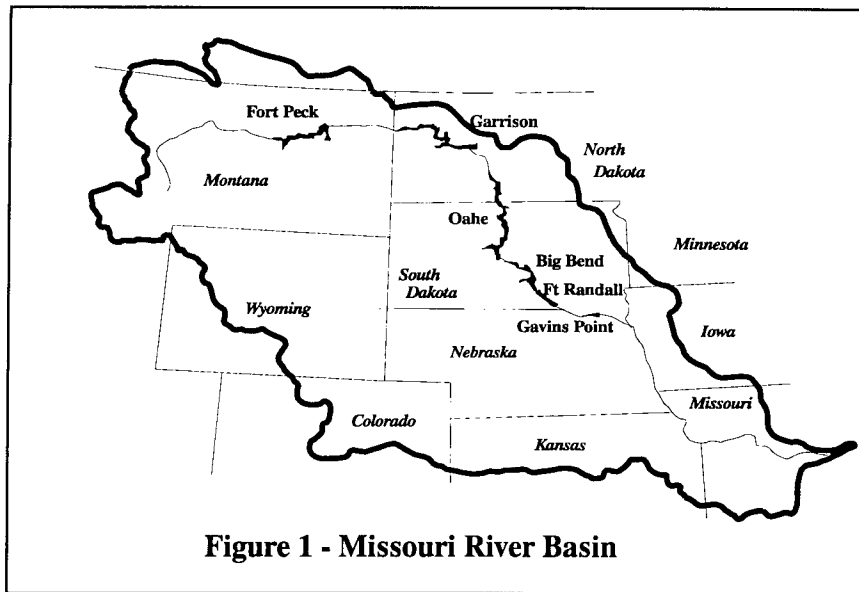 Fort Peck
Garrison
North
Dakota
Montana
Oahe
Minnesota
Big Bend
South
Dakota
Ft Randall
Wyoming
Gavins Point
Iowa
Nebraska
Missouri
Colorado
Kansas
Figure 1 - Missouri River Basin